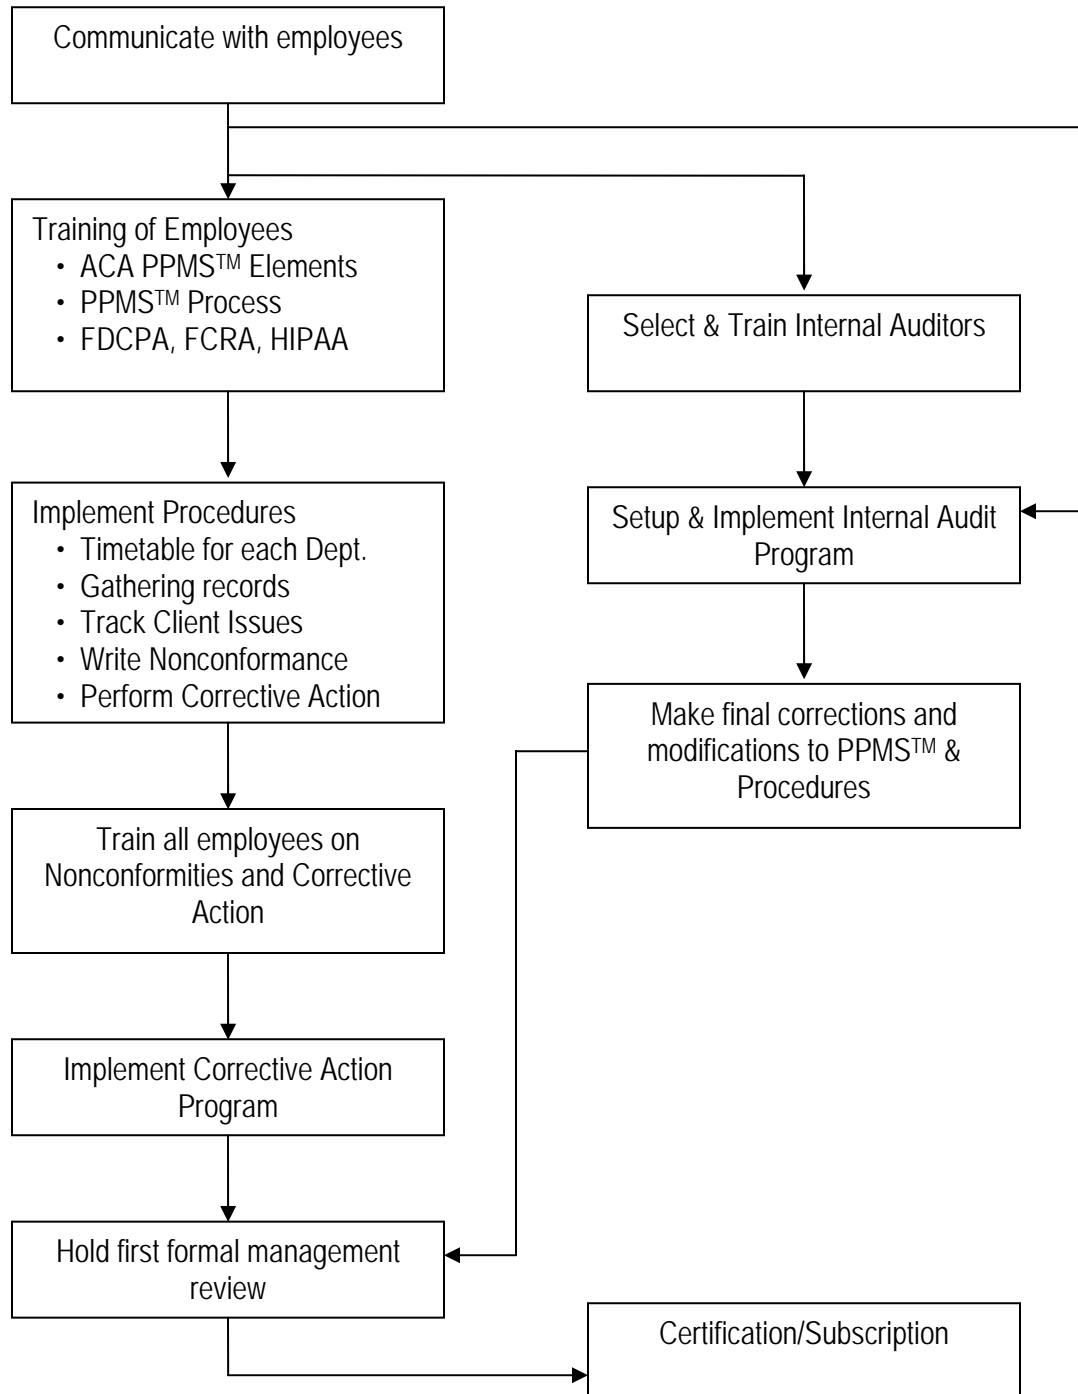 Communicate with employees
Training of Employees
• ACA PPMS™ Elements
• PPMS™ Process
• FDCPA, FCRA, HIPAA
Select & Train Internal Auditors
Implement Procedures
• Timetable for each Dept.
• Gathering records
• Track Client Issues
• Write Nonconformance
• Perform Corrective Action
Setup & Implement Internal Audit
Program
Make final corrections and
modifications to PPMS™ &
Procedures
Train all employees on
Nonconformities and Corrective
Action
Implement Corrective Action
Program
Hold first formal management
review
Certification/Subscription